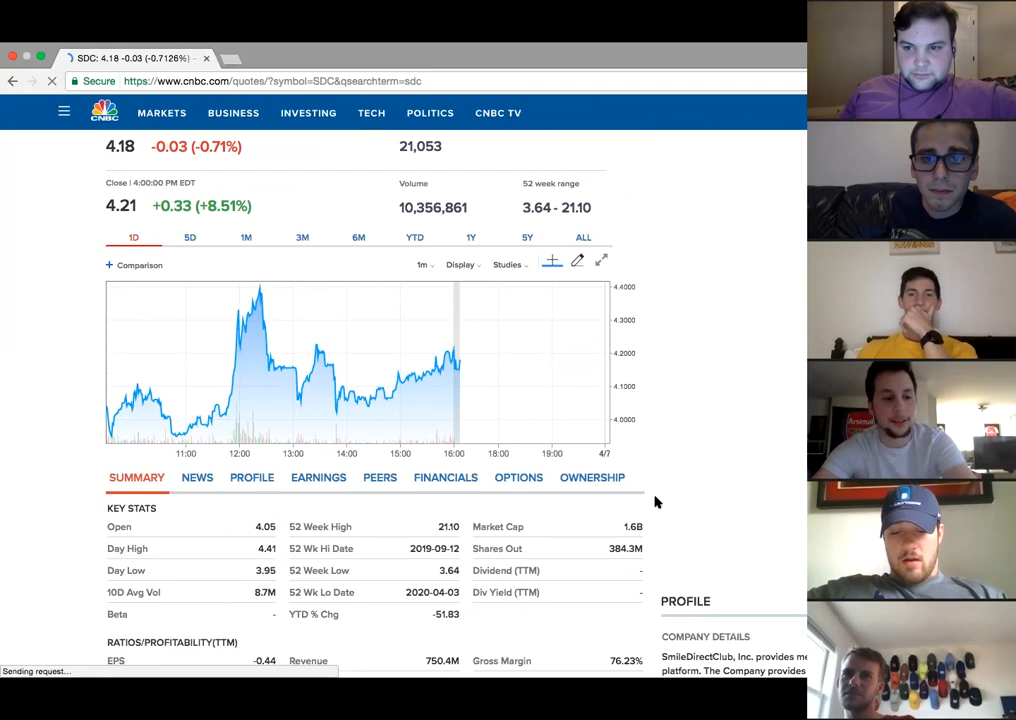 SDC: 4.18 -0.03 (-0.7126%) -
Secure https://www.cnbc.com/quotes/?symbol=SDC&qsearchterm=sdc
CNBC MARKETS BUSINESS INVESTING TECH POLITICS CNBC TV
4.18 -0.03 (-0.71%) 21,053
Close | 4:00:00 PM EDT Volume 52 week range
4.21 +0.33 (+8.51%) 10,356,861 3.64 - 21.10
1D 5D 1M 3M 6M YTD 1Y 5Y ALL
+ Comparison 1m Display Studies
4.4000
4.3000
4.2000
4.1000
4.0000
11:00 12:00 13:00 14:00 15:00 16:00 18:00 19:00 4/7
SUMMARY NEWS PROFILE EARNINGS PEERS FINANCIALS OPTIONS OWNERSHIP
KEY STATS
Open 4.05 52 Week High 21.10 Market Cap 1.6B
Day High 4.41 52 Wk Hi Date 2019-09-12 Shares Out 384.3M
Day Low 3.95 52 Week Low 3.64 Dividend (TTM) -
10D Avg Vol 8.7M 52 Wk Lo Date 2020-04-03 Div Yield (TTM) -
Beta - YTD % Chg -51.83
RATIOS/PROFITABILITY(TTM)
EPS -0.44 Revenue 750.4M Gross Margin 76.23%
PROFILE
COMPANY DETAILS
SmileDirectClub, Inc. provides me
platform. The Company provides
Sending request...
Arsenal